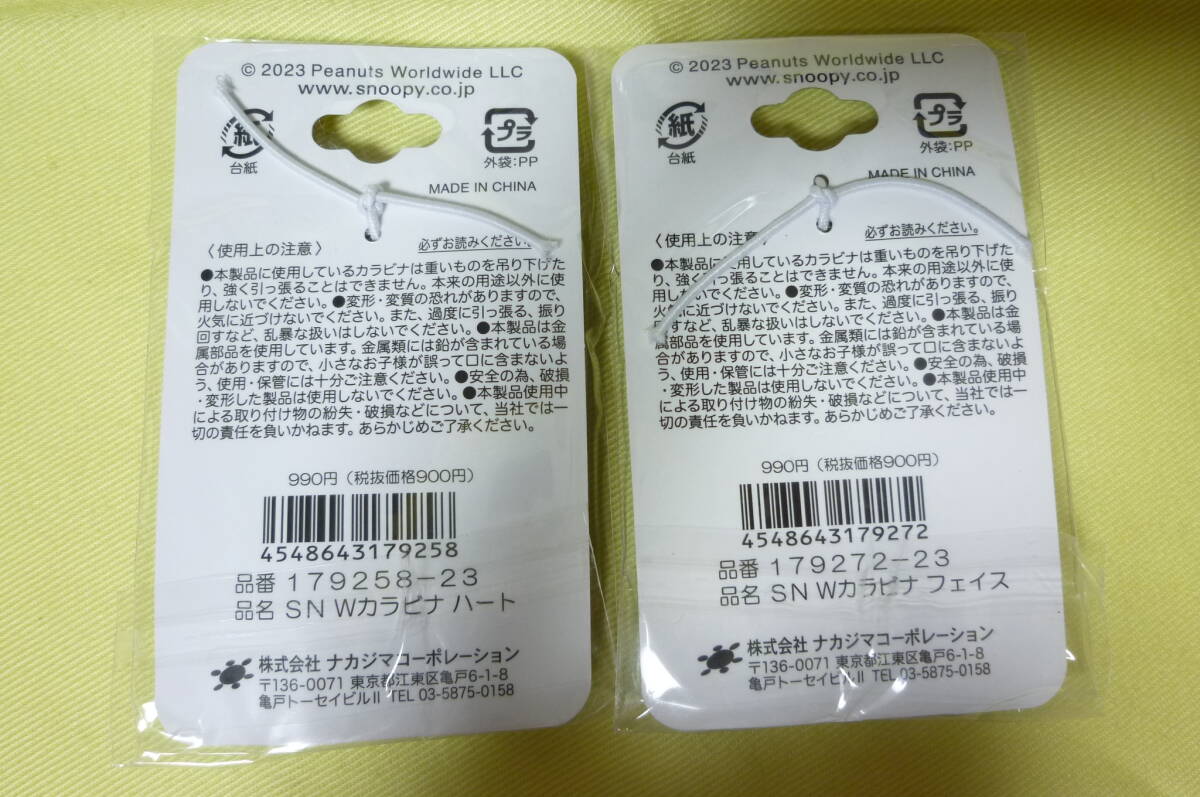 © 2023 Peanuts Worldwide LLC
www.snoopy.co.jp
紙
台紙
プラ
外袋:PP
MADE IN CHINA
〈使用上の注意〉
必ずお読みください。
●本製品に使用しているカラビナは重いものを吊り下げた
り、強く引っ張ることはできません。本来の用途以外に使
用しないでください。●変形・変質の恐れがありますので、
火気に近づけないでください。また、過度に引っ張る、振り
回すなど、乱暴な扱いはしないでください。●本製品は金
属部品を使用しています。金属類には鉛が含まれている場
合がありますので、小さなお子様が誤って口に含まないよ
う、使用・保管には十分ご注意ください。●安全の為、破損
・変形した製品は使用しないでください。●本製品使用中
による取り付け物の紛失・破損などについて、当社では一
切の責任を負いかねます。あらかじめご了承ください。
990円（税抜価格900円）
4548643179258
品番 179258-23
品名 SN Wカラビナ ハート
株式会社 ナカジマコーポレーション
〒136-0071 東京都江東区亀戸6-1-8
亀戸トーセイビルII TEL 03-5875-0158
© 2023 Peanuts Worldwide LLC
www.snoopy.co.jp
紙
台紙
プラ
外袋:PP
MADE IN CHINA
〈使用上の注意〉
必ずお読みください。
●本製品に使用しているカラビナは重いものを吊り下げた
り、強く引っ張ることはできません。本来の用途以外に使
用しないでください。●変形・変質の恐れがありますので、
火気に近づけないでください。また、過度に引っ張る、振り
回すなど、乱暴な扱いはしないでください。●本製品は金
属部品を使用しています。金属類には鉛が含まれている場
合がありますので、小さなお子様が誤って口に含まないよ
う、使用・保管には十分ご注意ください。●安全の為、破損
・変形した製品は使用しないでください。●本製品使用中
による取り付け物の紛失・破損などについて、当社では一
切の責任を負いかねます。あらかじめご了承ください。
990円（税抜価格900円）
4548643179272
品番 179272-23
品名 SN Wカラビナ フェイス
株式会社 ナカジマコーポレーション
〒136-0071 東京都江東区亀戸6-1-8
亀戸トーセイビルII TEL 03-5875-0158